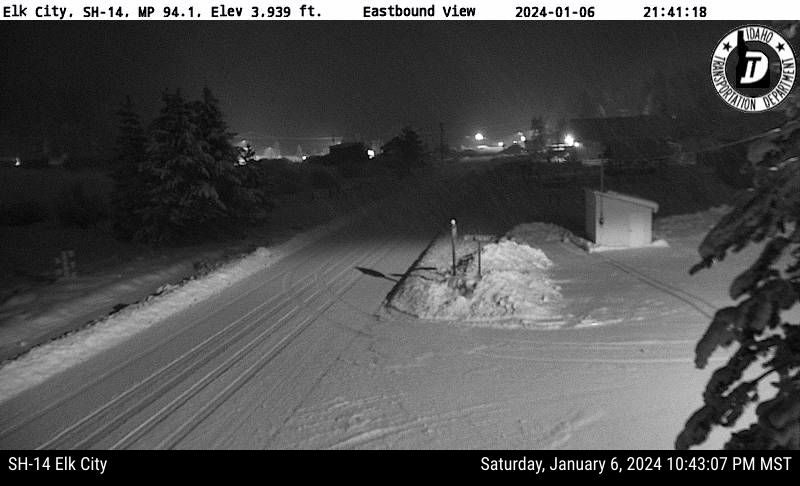 Elk City, SH-14, MP 94.1, Elev 3,939 ft. Eastbound View 2024-01-06 21:41:18
IDAHO
TRANSPORTATION DEPARTMENT
SH-14 Elk City Saturday, January 6, 2024 10:43:07 PM MST